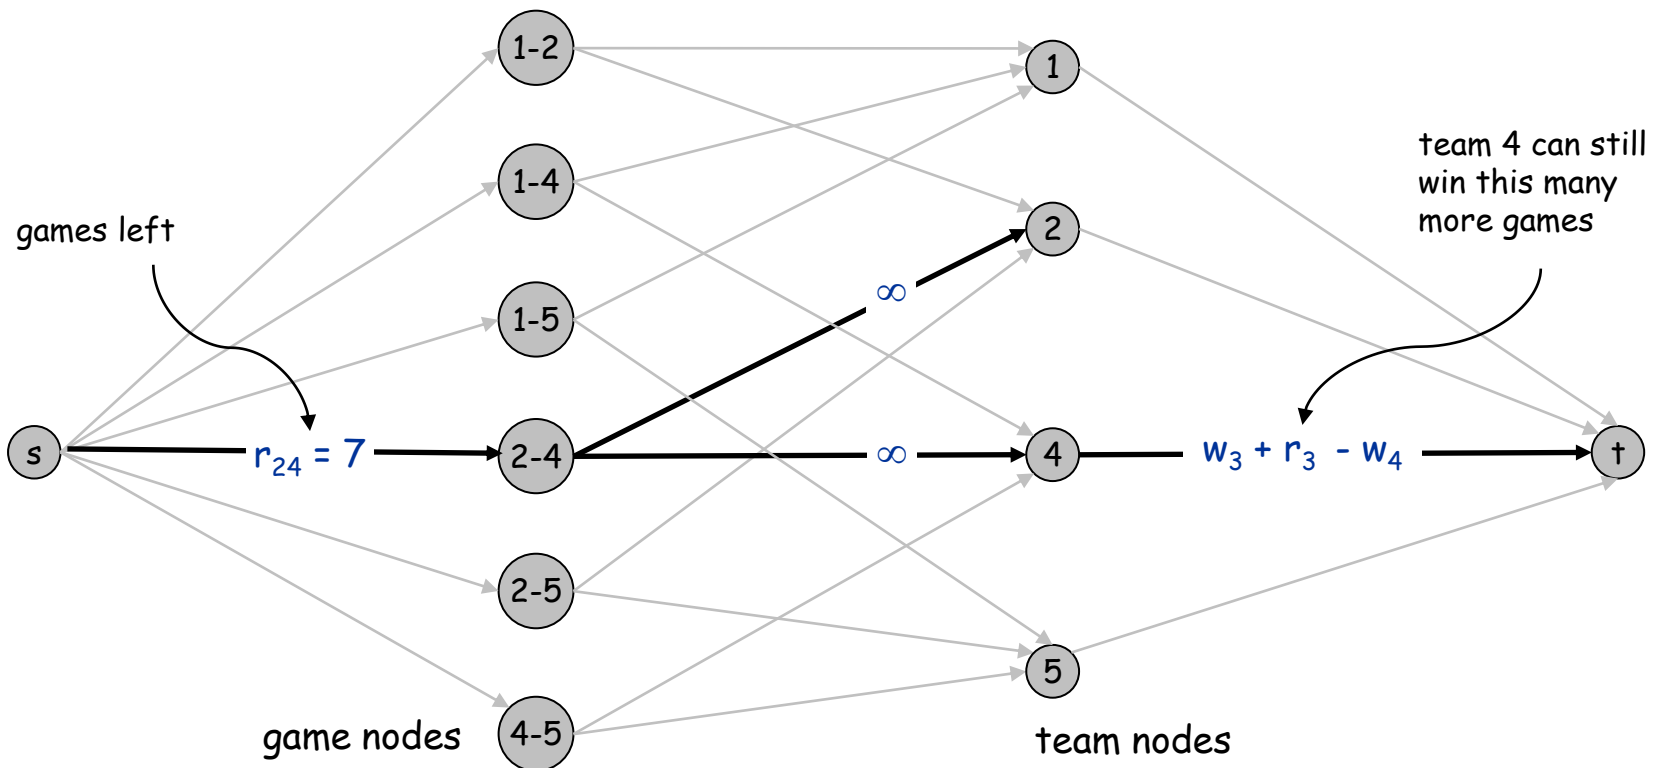 1-2
1
team 4 can still
win this many
more games
1-4
games left
2
∞
1-5
s
r24 = 7
2-4
∞
4
w3 + r3 - w4
t
2-5
5
game nodes
4-5
team nodes